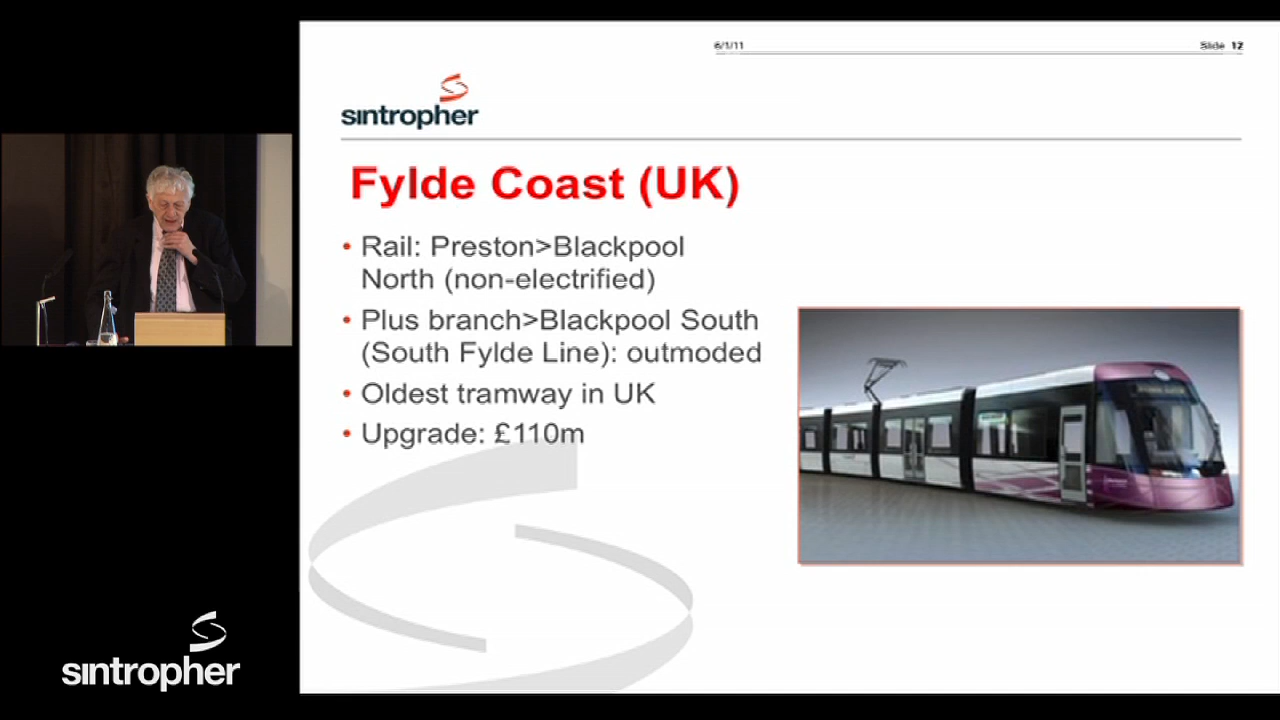 6/1/11
Slide 12
sintropher
Fylde Coast (UK)
• Rail: Preston>Blackpool
North (non-electrified)
• Plus branch>Blackpool South
(South Fylde Line): outmoded
• Oldest tramway in UK
• Upgrade: £110m
sintropher